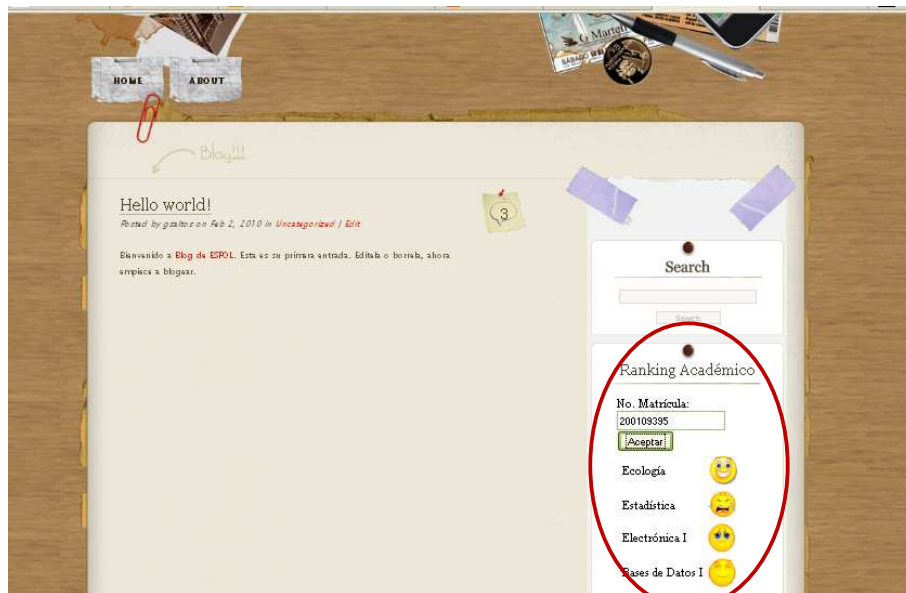 G Martell
HOME ABOUT
Blog!!!
Hello world!
Posted by gsaltos on Feb 2, 2010 in Uncategorized | Edit
3
Bienvenido a Blog de ESPOL. Esta es su primera entrada. Editela o borrela, ahora
empiece a blogear.
Search
Search
Ranking Académico
No. Matrícula:
200109395
Aceptar
Ecología
Estadística
Electrónica I
Bases de Datos I